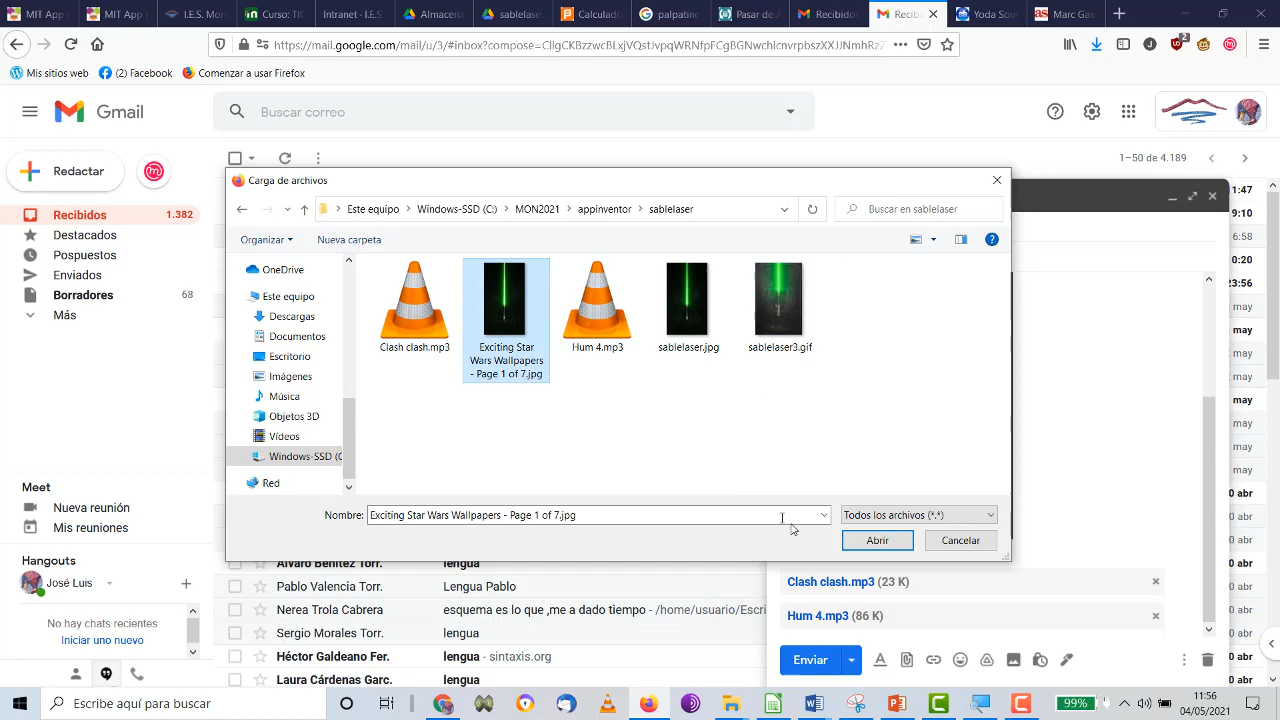 MIT App
MIT App I
I.E.S. Mon
Curso: TIC
Intranet - I.E.S
Almacena
sablelase
Calculado
palpatine
Pasar de A
Recibidos
Recib
Yoda Sou
Marc Gas
https://mail.google.com/mail/u/3/#inbox?compose=CllgCKBzzwcBLxjVQstUvpqWRNfpFCgBGNwchlcnvrpbszXXJJNmhRz7
Mis sitios web (2) Facebook Comenzar a usar Firefox
Gmail
Buscar correo
Redactar
1–50 de 4.189
Recibidos 1.382
Destacados
Pospuestos
Enviados
Borradores 68
Más
Carga de archivos
Este equipo > Windows-SSD (C:) > MON2021 > appinventor > sablelaser
Buscar en sablelaser
Organizar Nueva carpeta
OneDrive
Este equipo
Descargas
Documentos
Escritorio
Imágenes
Música
Objetos 3D
Vídeos
Windows-SSD (C
Red
Clash clash.mp3
Exciting Star
Wars Wallpapers
- Page 1 of 7.jpg
Hum 4.mp3
sablelaser.jpg
sablelaser3.gif
Nombre: Exciting Star Wars Wallpapers - Page 1 of 7.jpg
Todos los archivos (*.*)
Abrir Cancelar
1:47
9:10
6:58
0:20
23:56
may
may
may
may
may
may
may
may
abr
abr
abr
abr
abr
abr
Meet
Nueva reunión
Mis reuniones
Hangouts
José Luis
No hay chats recientes
Iniciar uno nuevo
Álvaro Benítez Torr. lengua
Pablo Valencia Torr. Lengua Pablo
Nerea Trola Cabrera esquema es lo que ,me a dado tiempo - /home/usuario/Escri
Sergio Morales Torr. lengua
Héctor Galdeano Fer. lengua - sintaxis.org
Laura Cárdenas Garc. lengua
Clash clash.mp3 (23 K)
Hum 4.mp3 (86 K)
Enviar
Escribe aquí para buscar
99%
11:56
04/05/2021